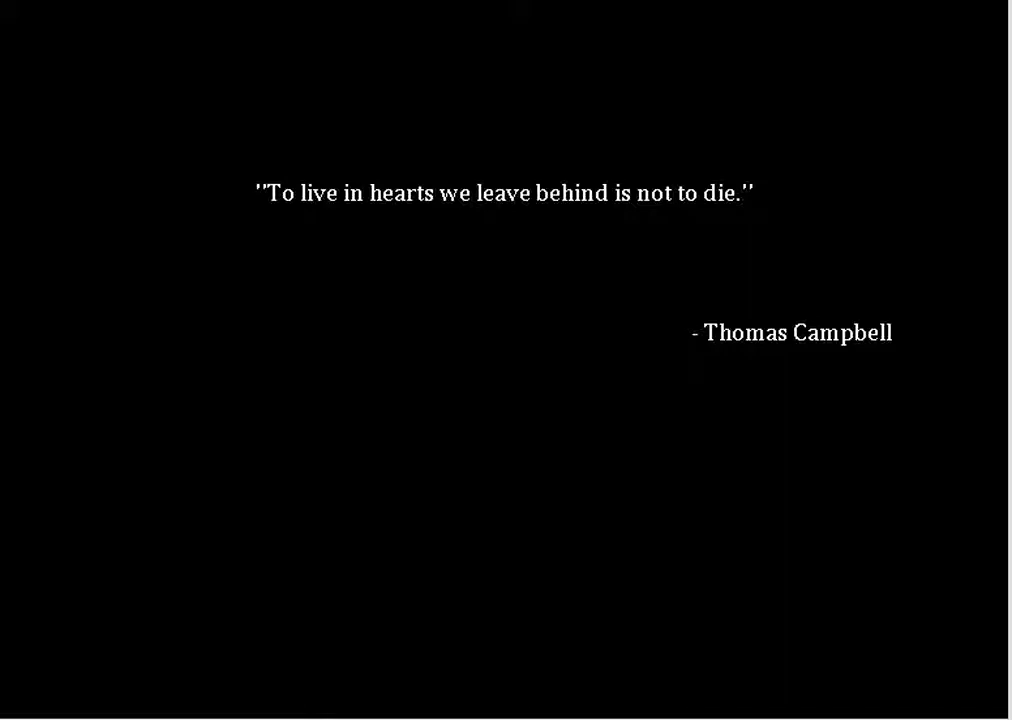 "To live in hearts we leave behind is not to die."
- Thomas Campbell